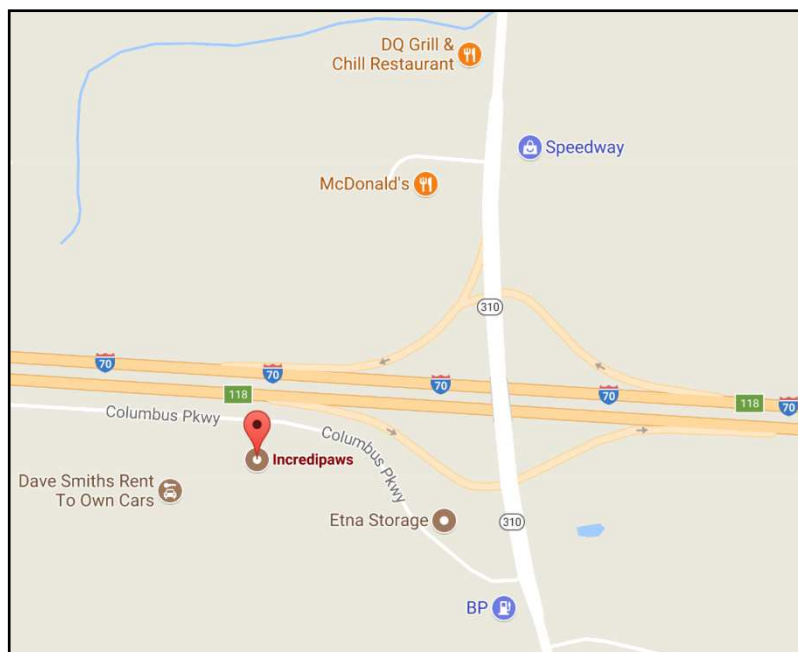 DQ Grill &
Chill Restaurant
Speedway
McDonald's
310
70
70
70
70
118
118
70
Columbus Pkwy
Columbus Pkwy
Incredipaws
Dave Smiths Rent
To Own Cars
Etna Storage
310
BP